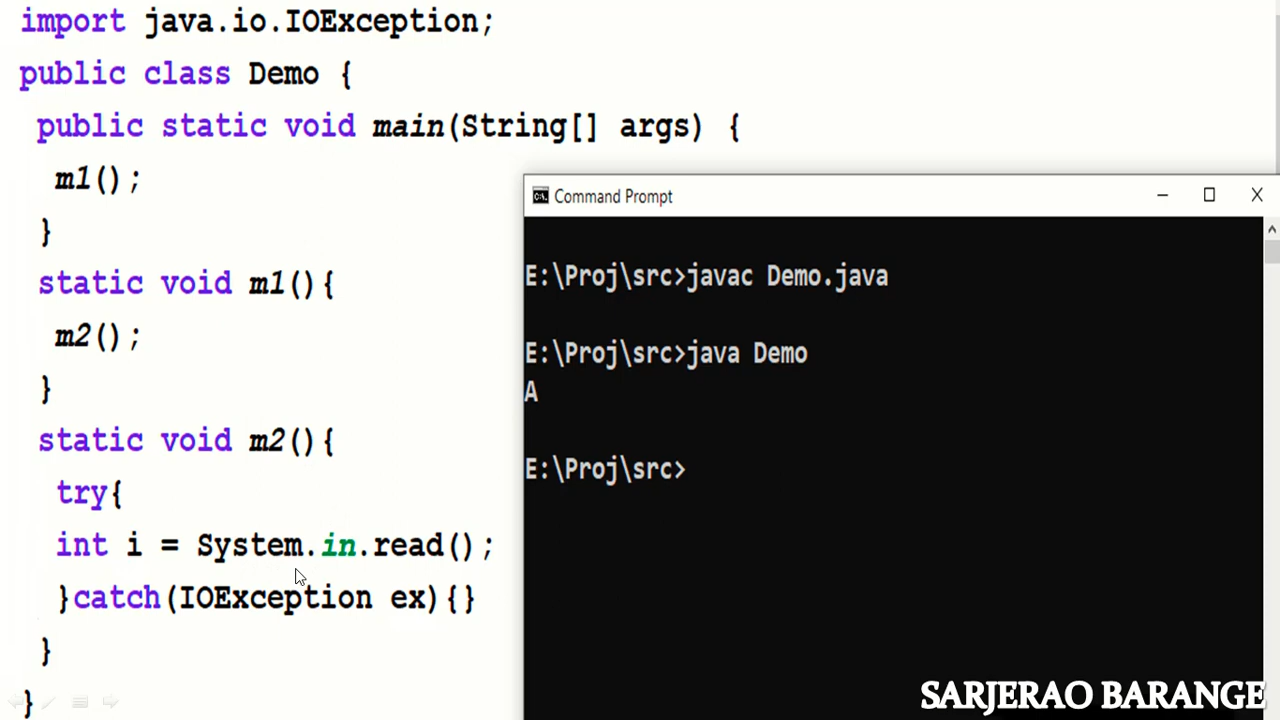 import java.io.IOException;
public class Demo {
public static void main(String[] args) {
m1();
}
static void m1(){
m2();
}
static void m2(){
try{
int i = System.in.read();
}catch(IOException ex){}
}
}
Command Prompt
E:\Proj\src>javac Demo.java
E:\Proj\src>java Demo
A
E:\Proj\src>
SARJERAO BARANGE